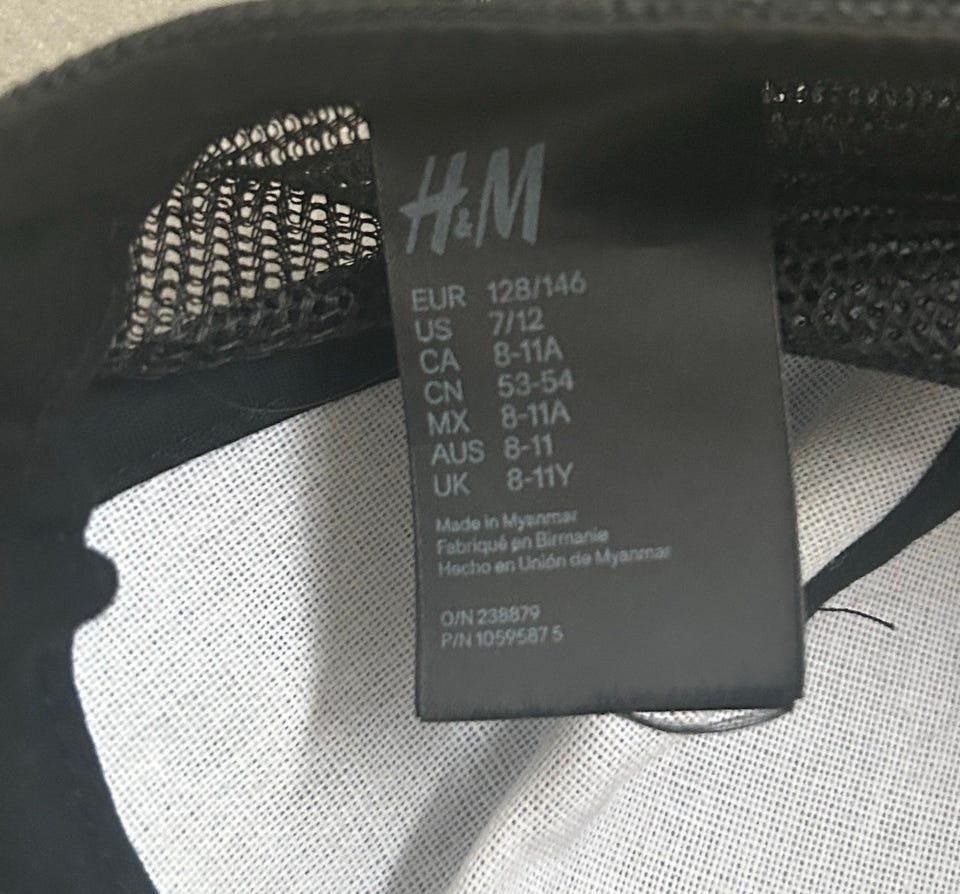 H&M
EUR 128/146
US 7/12
CA 8-11A
CN 53-54
MX 8-11A
AUS 8-11
UK 8-11Y
Made in Myanmar
Fabriqué en Birmanie
Hecho en Unión de Myanmar
O/N 238879
P/N 1059587 5